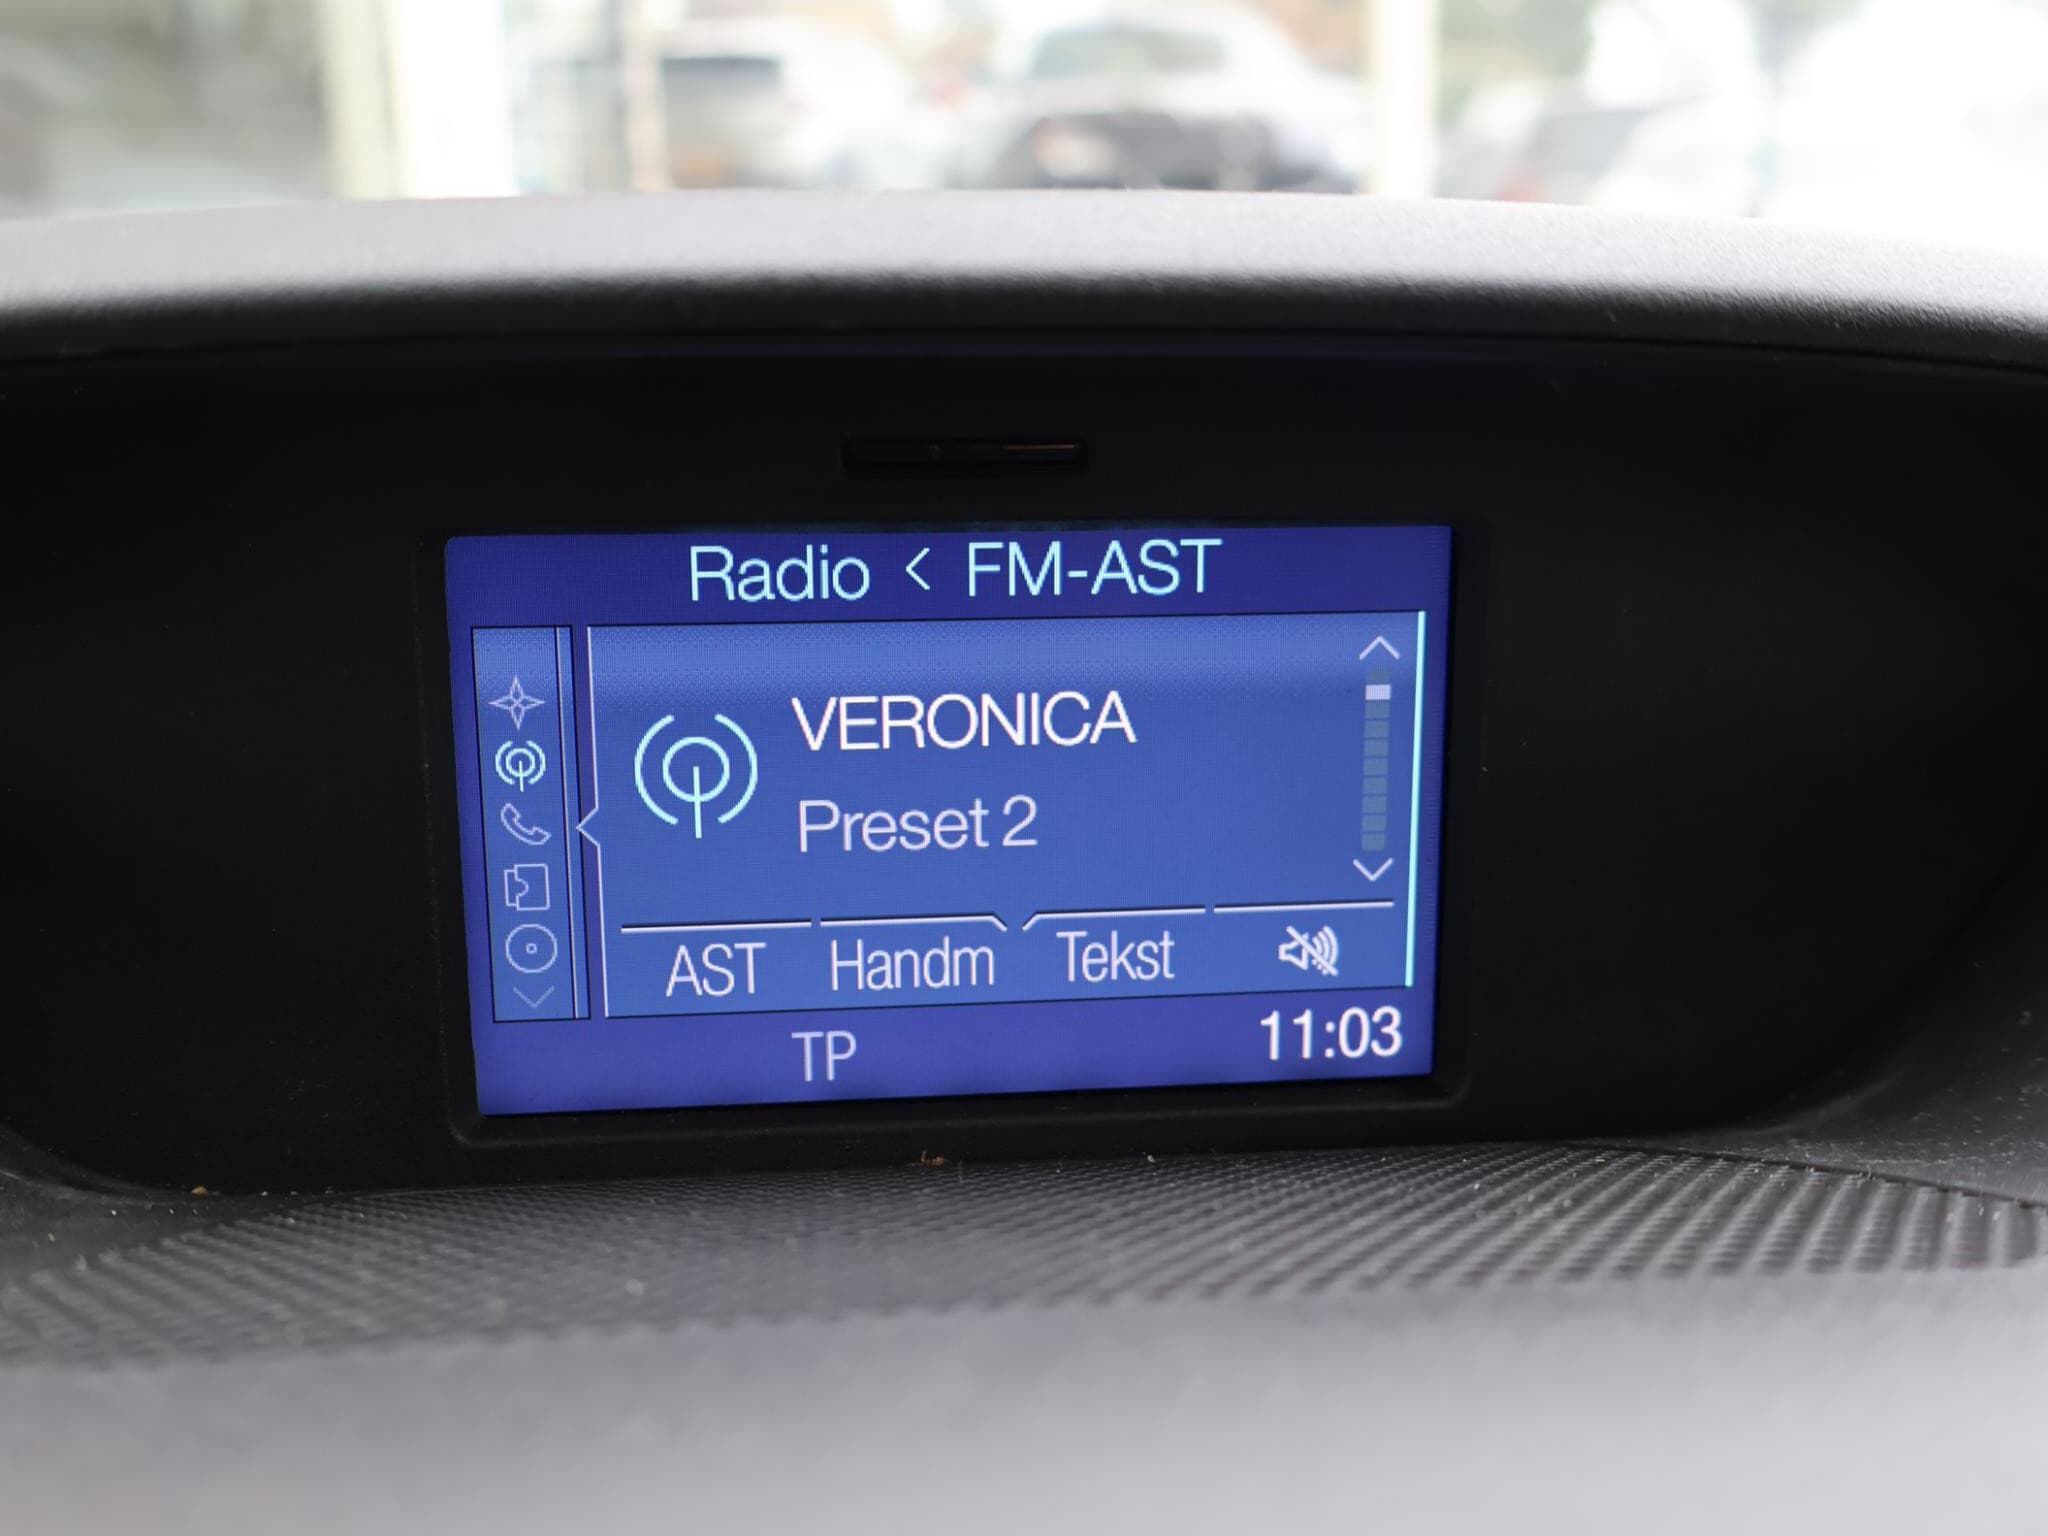 Radio < FM-AST
VERONICA
Preset 2
AST Handm Tekst
TP 11:03